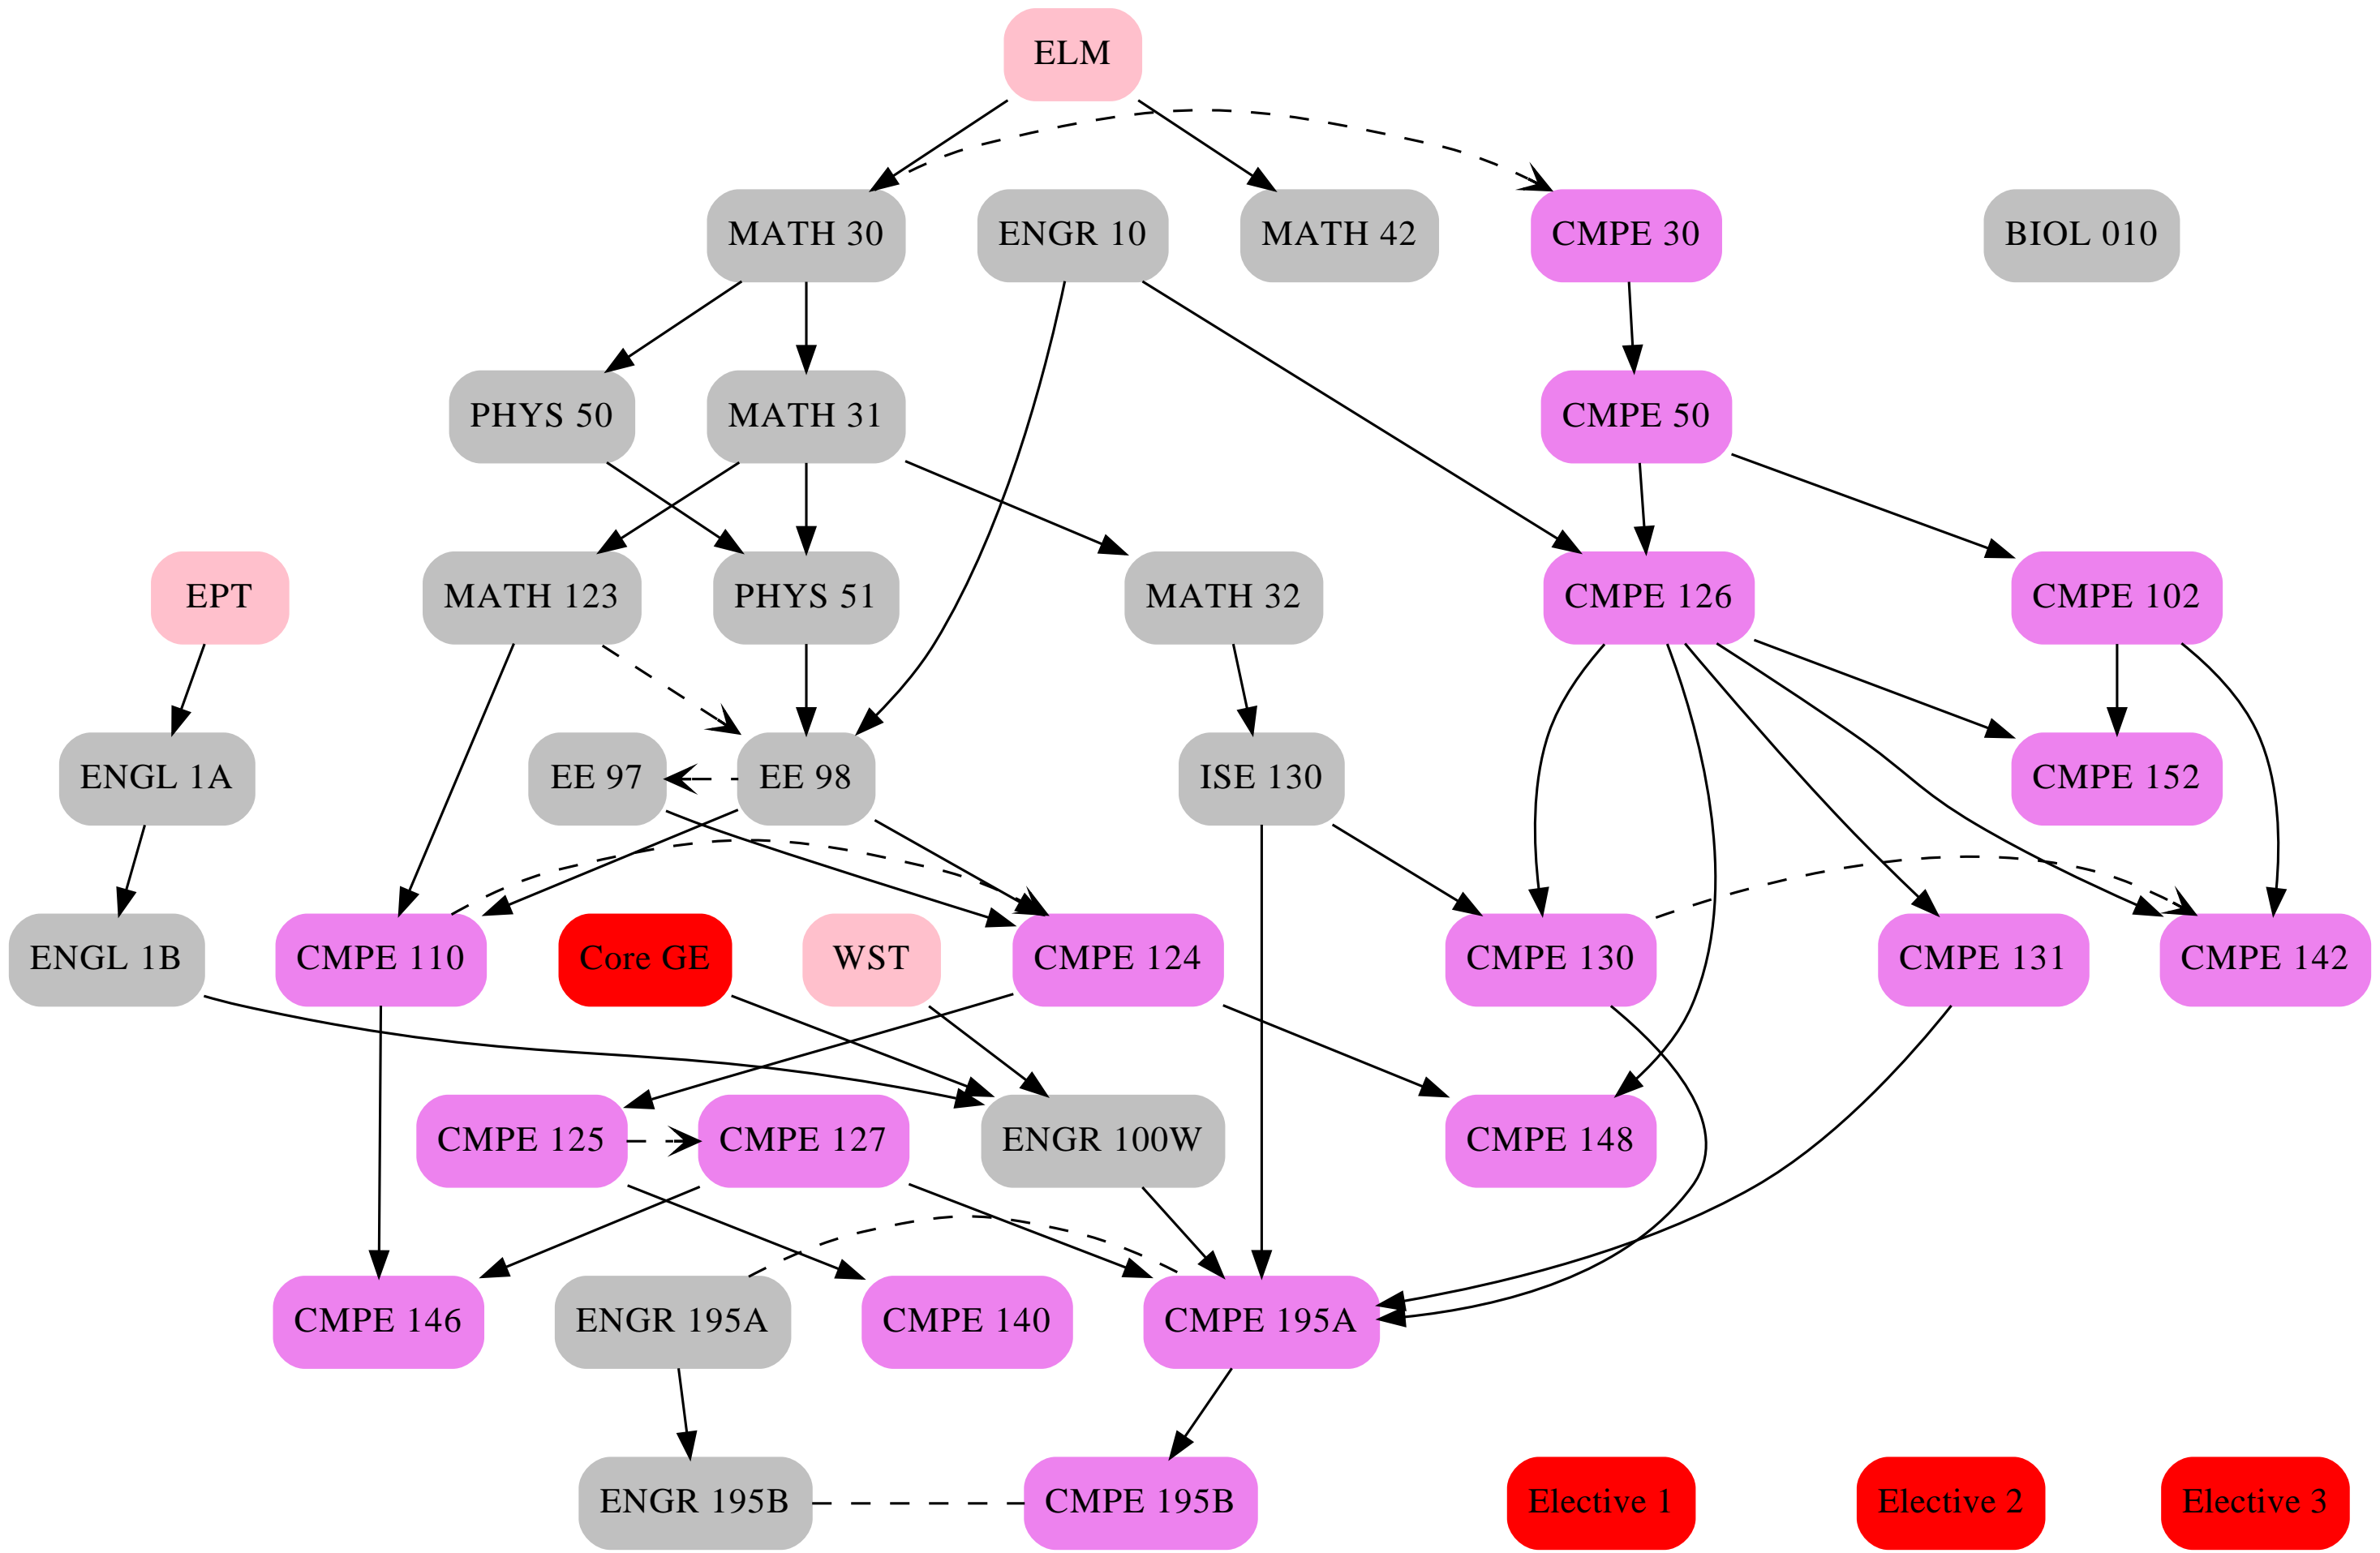 ELM
MATH 30
ENGR 10
MATH 42
CMPE 30
BIOL 010
PHYS 50
MATH 31
CMPE 50
EPT
MATH 123
PHYS 51
MATH 32
CMPE 126
CMPE 102
ENGL 1A
EE 97
EE 98
ISE 130
CMPE 152
ENGL 1B
CMPE 110
Core GE
WST
CMPE 124
CMPE 130
CMPE 131
CMPE 142
CMPE 125
CMPE 127
ENGR 100W
CMPE 148
CMPE 146
ENGR 195A
CMPE 140
CMPE 195A
ENGR 195B
CMPE 195B
Elective 1
Elective 2
Elective 3